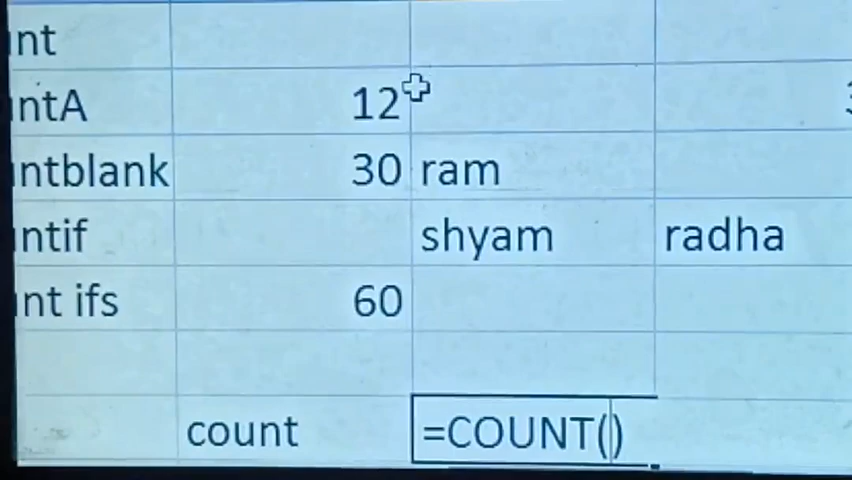 nt
ntA 12
ntblank 30 ram
ntif shyam radha
nt ifs 60
count =COUNT()